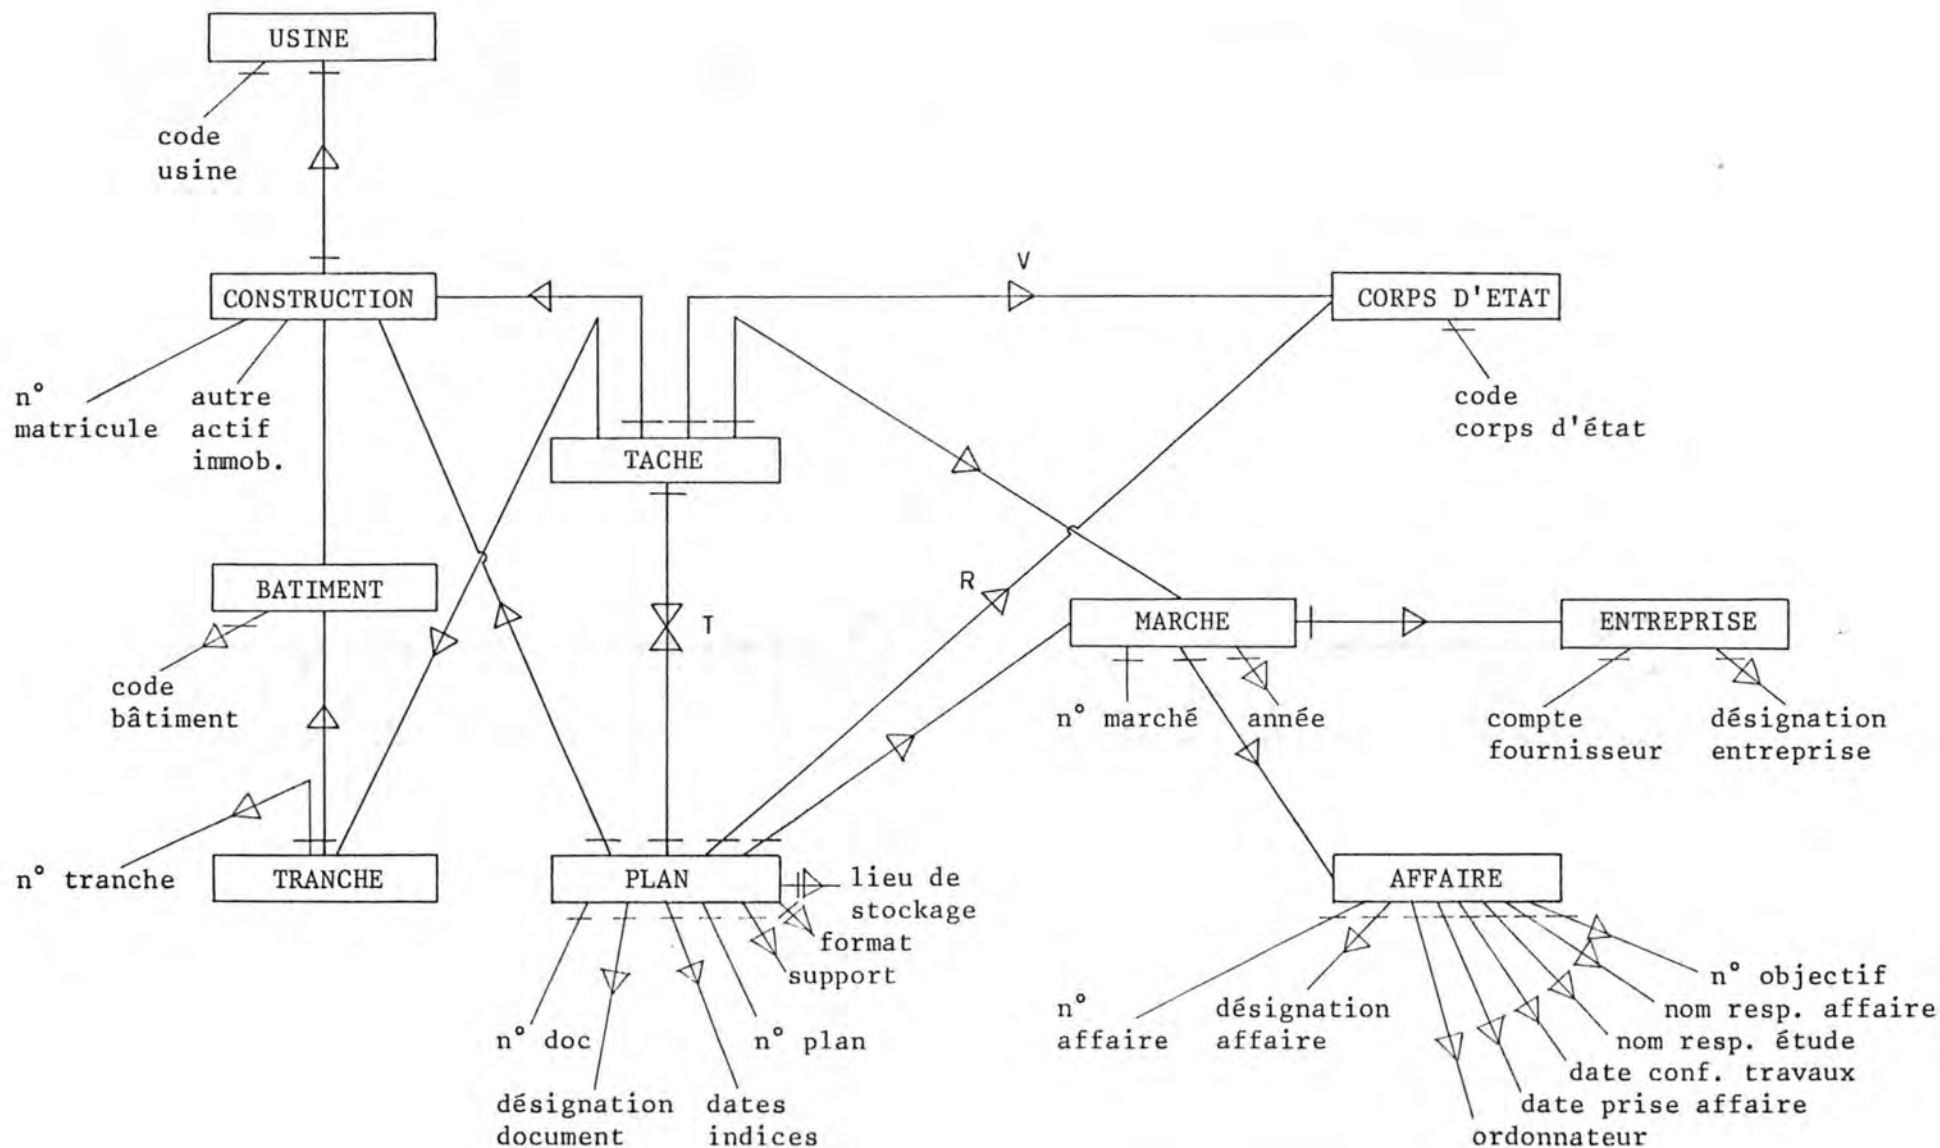 USINE
code
usine
V
CONSTRUCTION
CORPS D'ETAT
n°
matricule
autre
actif
immob.
code
corps d'état
TACHE
BATIMENT
R
T
MARCHE
ENTREPRISE
code
bâtiment
n° marché
année
compte
fournisseur
désignation
entreprise
n° tranche
TRANCHE
PLAN
lieu de
stockage
format
support
AFFAIRE
n° doc
n° plan
désignation
document
dates
indices
n°
affaire
désignation
affaire
n° objectif
nom resp. affaire
nom resp. étude
date conf. travaux
date prise affaire
ordonnateur